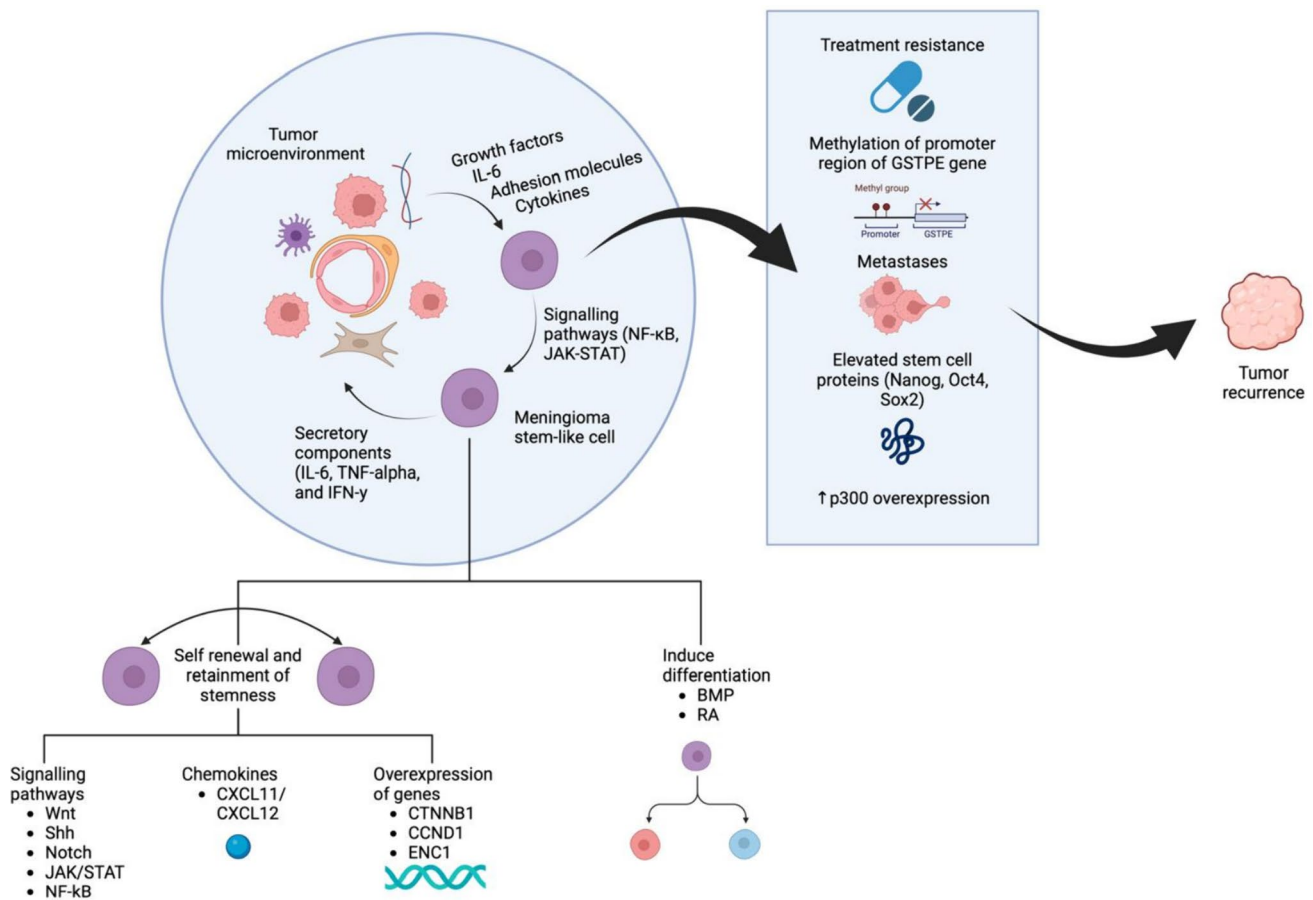 Tumor
microenvironment
Growth factors
IL-6
Adhesion molecules
Cytokines
Signalling
pathways (NF-κB,
JAK-STAT)
Meningioma
stem-like cell
Secretory
components
(IL-6, TNF-alpha,
and IFN-y
Treatment resistance
Methylation of promoter
region of GSTPE gene
Methyl group
Promoter
GSTPE
Metastases
Elevated stem cell
proteins (Nanog, Oct4,
Sox2)
↑p300 overexpression
Tumor
recurrence
Self renewal and
retainment of
stemness
Signalling
pathways
• Wnt
• Shh
• Notch
• JAK/STAT
• NF-kB
Chemokines
• CXCL11/
CXCL12
Overexpression
of genes
• CTNNB1
• CCND1
• ENC1
Induce
differentiation
• BMP
• RA